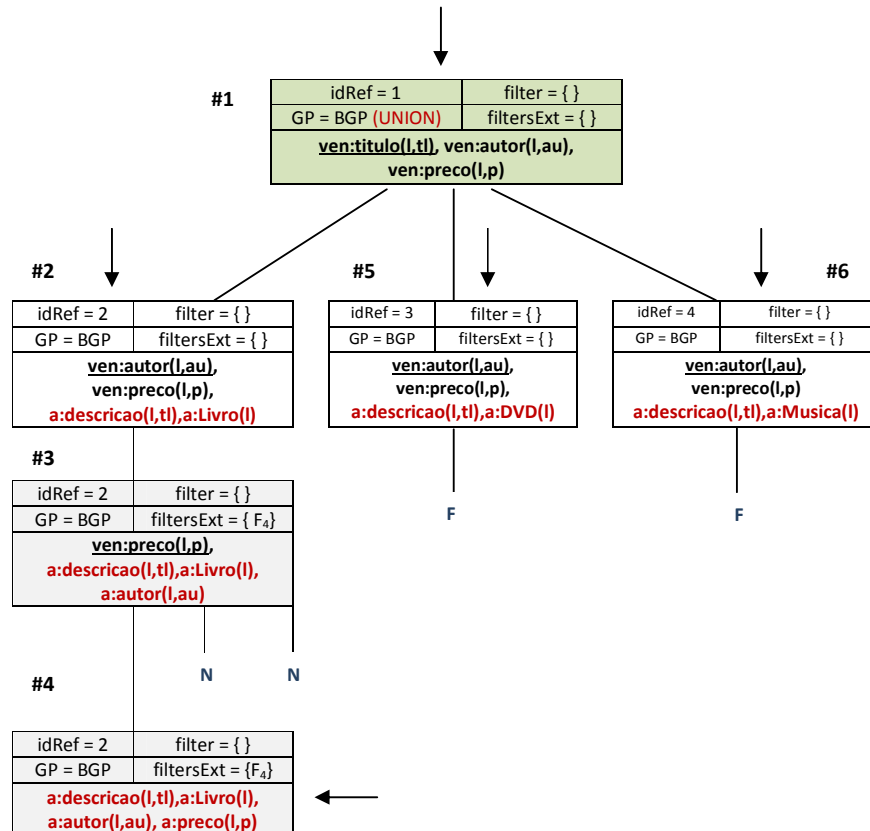 #1
idRef = 1 filter = { }
GP = BGP (UNION) filtersExt = { }
ven:titulo(l,tl), ven:autor(l,au),
ven:preco(l,p)
#2 #5 #6
idRef = 2 filter = { }
GP = BGP filtersExt = { }
ven:autor(l,au),
ven:preco(l,p),
a:descricao(l,tl),a:Livro(l)
idRef = 3 filter = { }
GP = BGP filtersExt = { }
ven:autor(l,au),
ven:preco(l,p),
a:descricao(l,tl),a:DVD(l)
idRef = 4 filter = { }
GP = BGP filtersExt = { }
ven:autor(l,au),
ven:preco(l,p)
a:descricao(l,tl),a:Musica(l)
#3
idRef = 2 filter = { }
GP = BGP filtersExt = { F₄}
ven:preco(l,p),
a:descricao(l,tl),a:Livro(l),
a:autor(l,au)
F F
N N
#4
idRef = 2 filter = { }
GP = BGP filtersExt = {F₄}
a:descricao(l,tl),a:Livro(l),
a:autor(l,au), a:preco(l,p)